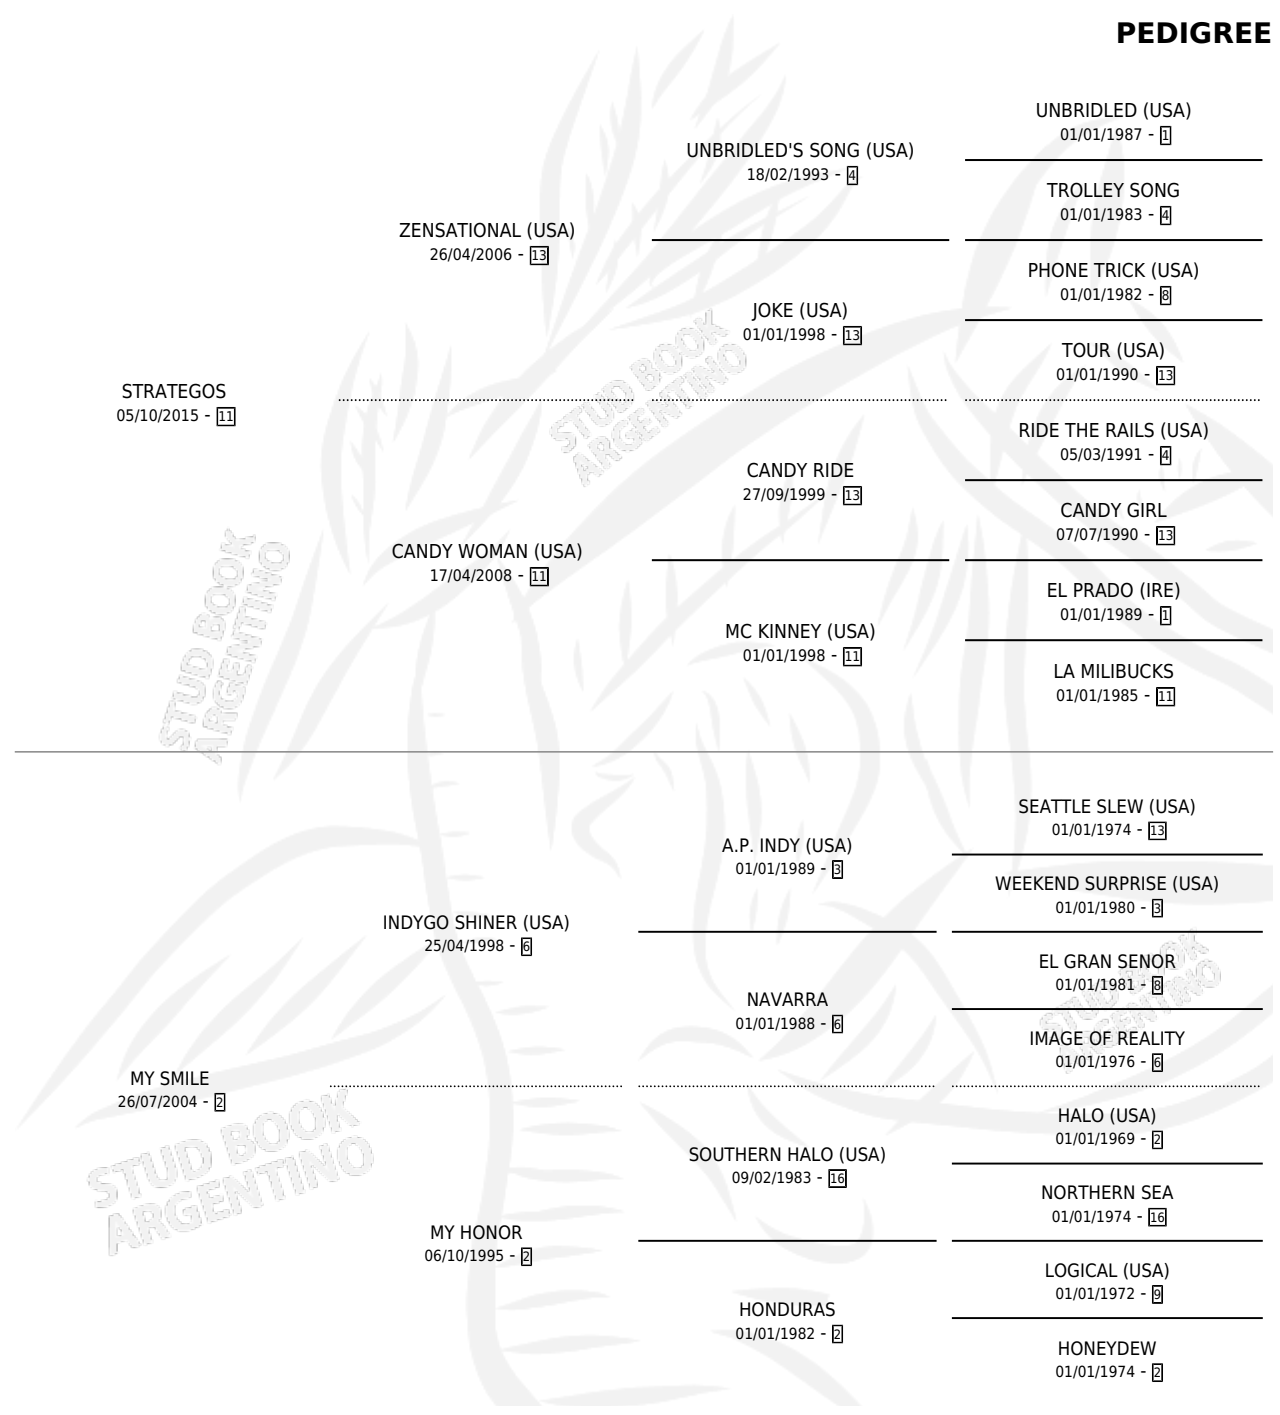 PEDIGREE
UNBRIDLED (USA)
01/01/1987 - 1
UNBRIDLED'S SONG (USA)
18/02/1993 - 4
TROLLEY SONG
01/01/1983 - 4
ZENSATIONAL (USA)
26/04/2006 - 13
PHONE TRICK (USA)
01/01/1982 - 8
JOKE (USA)
01/01/1998 - 13
TOUR (USA)
01/01/1990 - 13
STRATEGOS
05/10/2015 - 11
RIDE THE RAILS (USA)
05/03/1991 - 4
CANDY RIDE
27/09/1999 - 13
CANDY GIRL
07/07/1990 - 13
CANDY WOMAN (USA)
17/04/2008 - 11
EL PRADO (IRE)
01/01/1989 - 1
MC KINNEY (USA)
01/01/1998 - 11
LA MILIBUCKS
01/01/1985 - 11
SEATTLE SLEW (USA)
01/01/1974 - 13
A.P. INDY (USA)
01/01/1989 - 3
WEEKEND SURPRISE (USA)
01/01/1980 - 3
INDYGO SHINER (USA)
25/04/1998 - 6
EL GRAN SENOR
01/01/1981 - 8
NAVARRA
01/01/1988 - 6
IMAGE OF REALITY
01/01/1976 - 6
MY SMILE
26/07/2004 - 2
HALO (USA)
01/01/1969 - 2
SOUTHERN HALO (USA)
09/02/1983 - 16
NORTHERN SEA
01/01/1974 - 16
MY HONOR
06/10/1995 - 2
LOGICAL (USA)
01/01/1972 - 9
HONDURAS
01/01/1982 - 2
HONEYDEW
01/01/1974 - 2
STUD BOOK
ARGENTINO
STUD BOOK
ARGENTINO
STUD BOOK
ARGENTINO
STUD BOOK
ARGENTINO